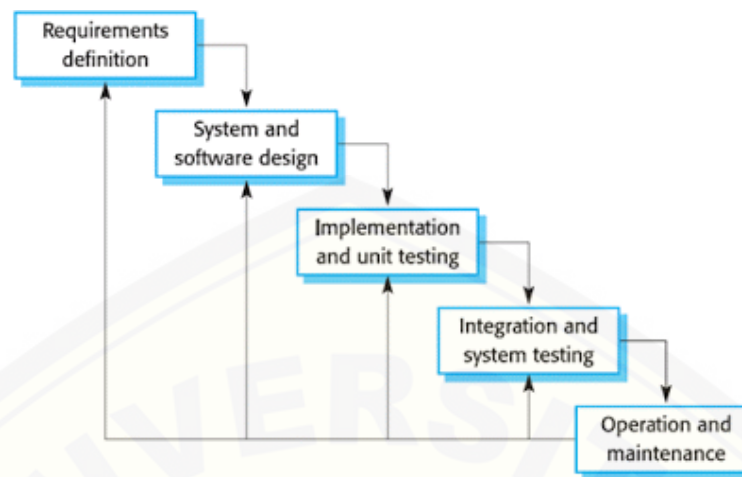 Requirements
definition
System and
software design
Implementation
and unit testing
Integration and
system testing
Operation and
maintenance